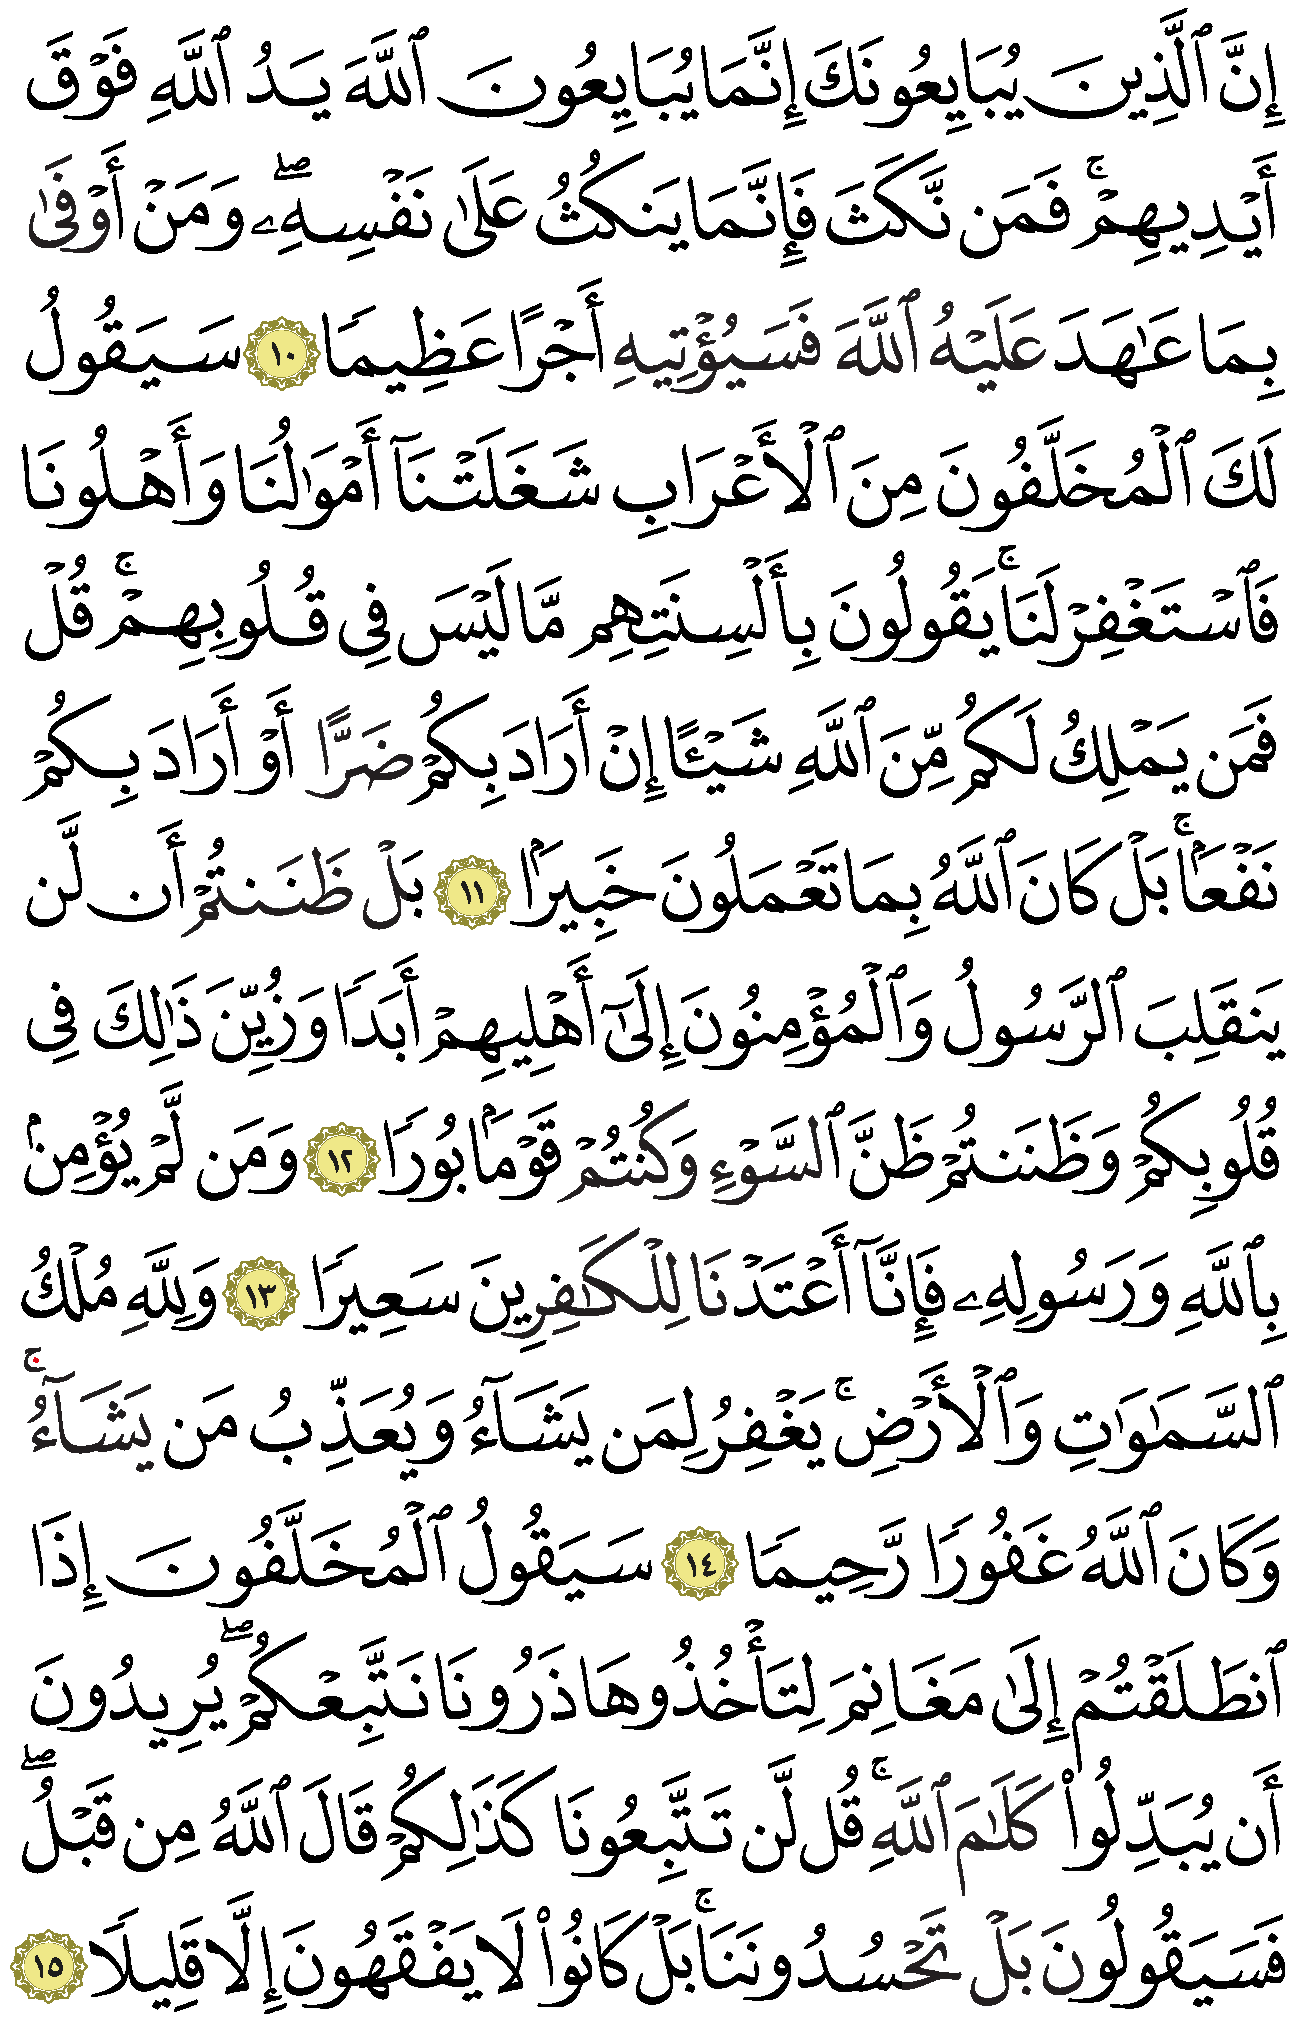 إِنَّ ٱلَّذِينَ يُبَايِعُونَكَ إِنَّمَا يُبَايِعُونَ ٱللَّهَ يَدُ ٱللَّهِ فَوْقَ
أَيْدِيهِمْ ۚ فَمَن نَّكَثَ فَإِنَّمَا يَنكُثُ عَلَىٰ نَفْسِهِۦ ۖ وَمَنْ أَوْفَىٰ
بِمَا عَـٰهَدَ عَلَيْهُ ٱللَّهَ فَسَيُؤْتِيهِ أَجْرًا عَظِيمًا ١٠ سَيَقُولُ
لَكَ ٱلْمُخَلَّفُونَ مِنَ ٱلْأَعْرَابِ شَغَلَتْنَآ أَمْوَٰلُنَا وَأَهْلُونَا
فَٱسْتَغْفِرْ لَنَا ۚ يَقُولُونَ بِأَلْسِنَتِهِم مَّا لَيْسَ فِى قُلُوبِهِمْ ۚ قُلْ
فَمَن يَمْلِكُ لَكُم مِّنَ ٱللَّهِ شَيْـًٔا إِنْ أَرَادَ بِكُمْ ضَرًّا أَوْ أَرَادَ بِكُمْ
نَفْعًۢا ۚ بَلْ كَانَ ٱللَّهُ بِمَا تَعْمَلُونَ خَبِيرًۢا ١١ بَلْ ظَنَنتُمْ أَن لَّن
يَنقَلِبَ ٱلرَّسُولُ وَٱلْمُؤْمِنُونَ إِلَىٰٓ أَهْلِيهِمْ أَبَدًا وَزُيِّنَ ذَٰلِكَ فِى
قُلُوبِكُمْ وَظَنَنتُمْ ظَنَّ ٱلسَّوْءِ وَكُنتُمْ قَوْمًۢا بُورًا ١٢ وَمَن لَّمْ يُؤْمِنۢ
بِٱللَّهِ وَرَسُولِهِۦ فَإِنَّآ أَعْتَدْنَا لِلْكَـٰفِرِينَ سَعِيرًا ١٣ وَلِلَّهِ مُلْكُ
ٱلسَّمَـٰوَٰتِ وَٱلْأَرْضِ ۚ يَغْفِرُ لِمَن يَشَآءُ وَيُعَذِّبُ مَن يَشَآءُ ۚ
وَكَانَ ٱللَّهُ غَفُورًا رَّحِيمًا ١٤ سَيَقُولُ ٱلْمُخَلَّفُونَ إِذَا
ٱنطَلَقْتُمْ إِلَىٰ مَغَانِمَ لِتَأْخُذُوهَا ذَرُونَا نَتَّبِعْكُمْ ۖ يُرِيدُونَ
أَن يُبَدِّلُوا۟ كَلَـٰمَ ٱللَّهِ ۚ قُل لَّن تَتَّبِعُونَا كَذَٰلِكُمْ قَالَ ٱللَّهُ مِن قَبْلُ ۖ
فَسَيَقُولُونَ بَلْ تَحْسُدُونَنَا ۚ بَلْ كَانُوا۟ لَا يَفْقَهُونَ إِلَّا قَلِيلًا ١٥